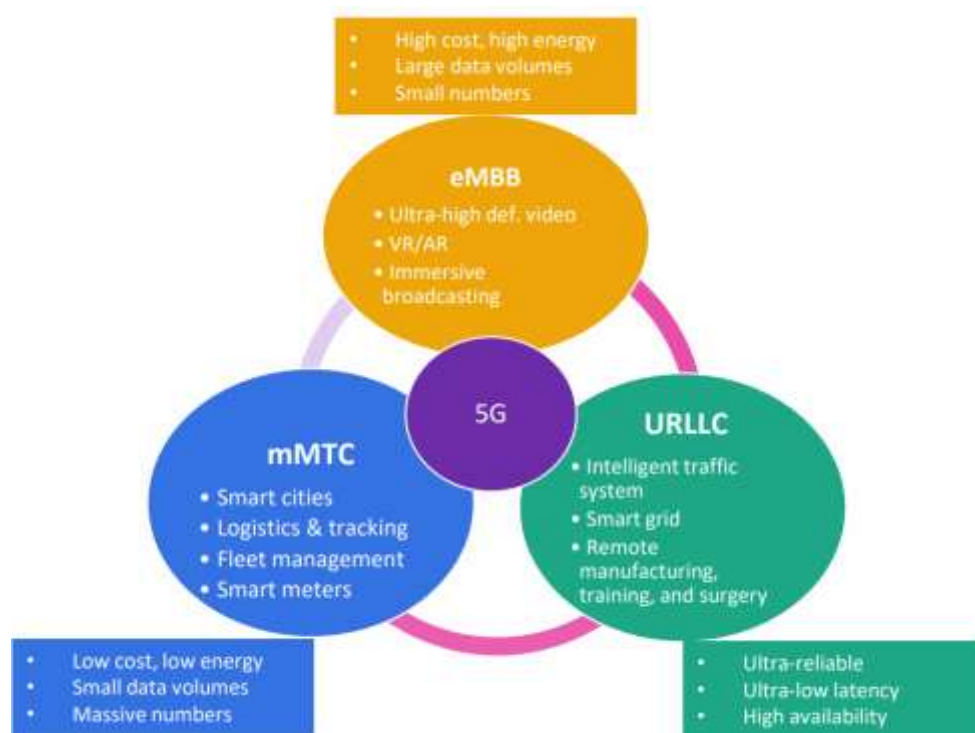 • High cost, high energy
• Large data volumes
• Small numbers
eMBB
• Ultra-high def. video
• VR/AR
• Immersive
broadcasting
5G
mMTC
• Smart cities
• Logistics & tracking
• Fleet management
• Smart meters
URLLC
• Intelligent traffic
system
• Smart grid
• Remote
manufacturing,
training, and surgery
• Low cost, low energy
• Small data volumes
• Massive numbers
• Ultra-reliable
• Ultra-low latency
• High availability